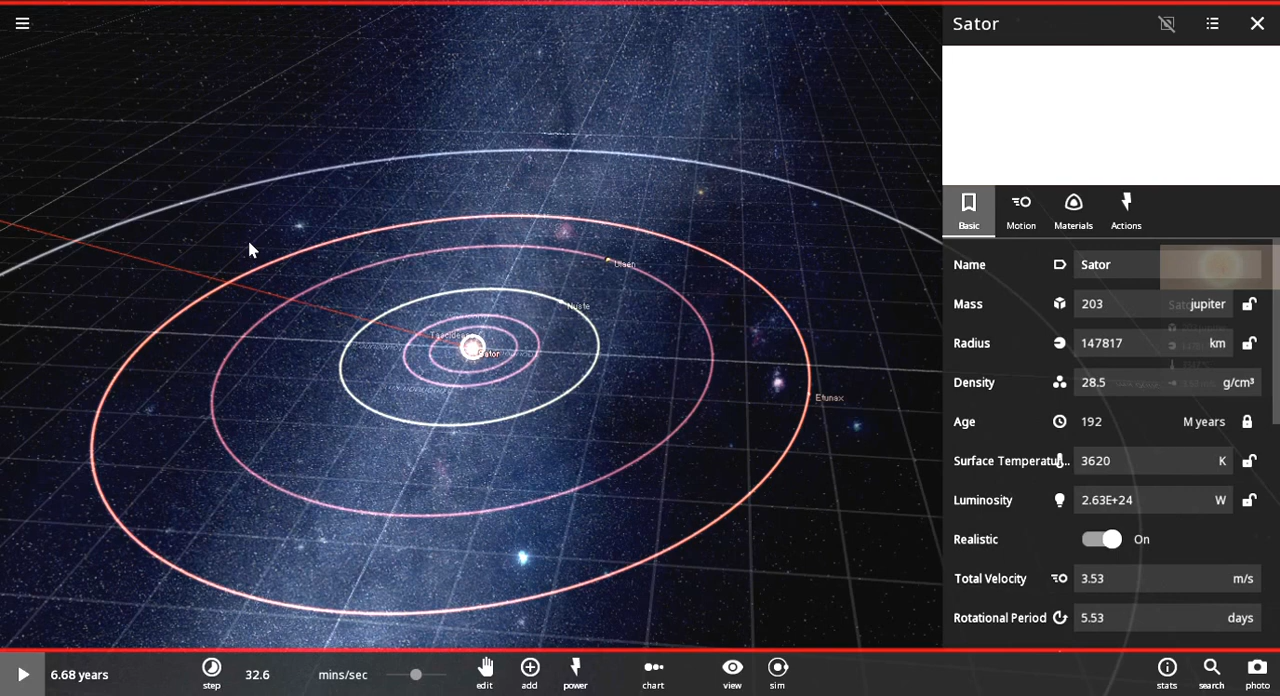 Sator
Basic
Motion
Materials
Actions
Name
Sator
Mass
203
jupiter
Radius
147817
km
Density
28.5
g/cm³
Age
192
M years
Surface Temperatu...
3620
K
Luminosity
2.63E+24
W
Realistic
On
Total Velocity
3.53
m/s
Rotational Period
5.53
days
Ulsen
Nuste
Sator
Efunax
6.68 years
step
32.6
mins/sec
edit
add
power
chart
view
sim
stats
search
photo